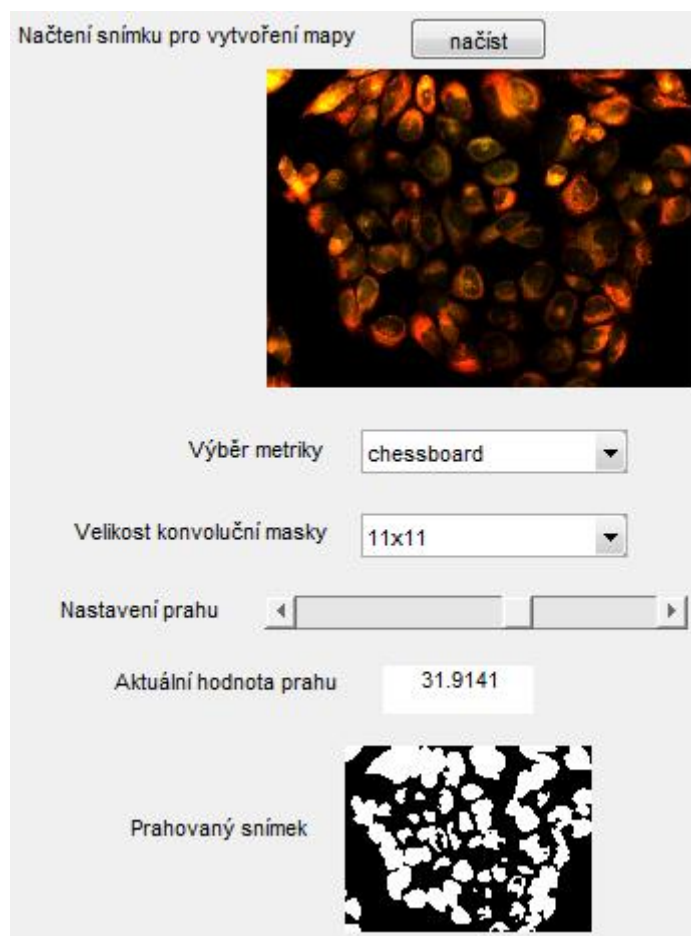 Načtení snímku pro vytvoření mapy načíst
Výběr metriky chessboard
Velikost konvoluční masky 11x11
Nastavení prahu
Aktuální hodnota prahu 31.9141
Prahovaný snímek